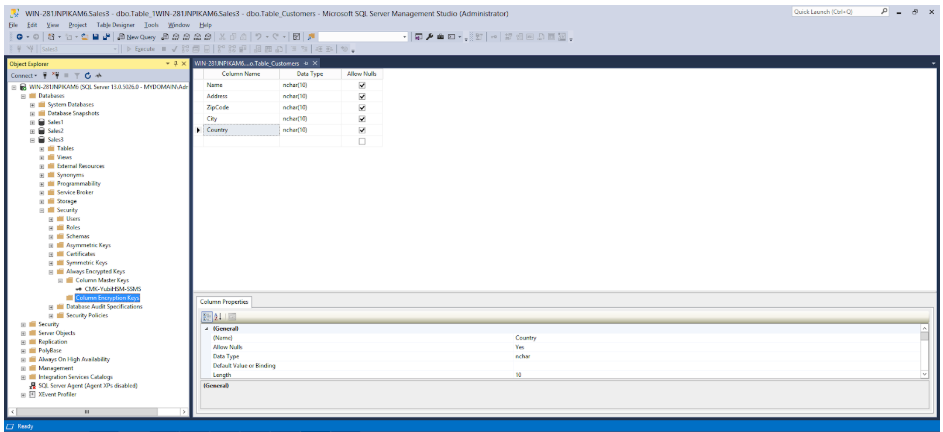 WIN-281JNPIKAM6.Sales3 - dbo.Table_1WIN-281JNPIKAM6.Sales3 - dbo.Table_Customers - Microsoft SQL Server Management Studio (Administrator)
Quick Launch (Ctrl+Q)
File Edit View Project Table Designer Tools Window Help
New Query
Sales3 Execute
Object Explorer
Connect
WIN-281JNPIKAM6 (SQL Server 13.0.5026.0 - MYDOMAIN\Adr
Databases
System Databases
Database Snapshots
Sales1
Sales2
Sales3
Tables
Views
External Resources
Synonyms
Programmability
Service Broker
Storage
Security
Users
Roles
Schemas
Asymmetric Keys
Certificates
Symmetric Keys
Always Encrypted Keys
Column Master Keys
CMK-YubiHSM-SSMS
Column Encryption Keys
Database Audit Specifications
Security Policies
Security
Server Objects
Replication
PolyBase
Always On High Availability
Management
Integration Services Catalogs
SQL Server Agent (Agent XPs disabled)
XEvent Profiler
WIN-281JNPIKAM6....o.Table_Customers
Column Name Data Type Allow Nulls
Name nchar(10)
Address nchar(10)
ZipCode nchar(10)
City nchar(10)
Country nchar(10)
Column Properties
(General)
(Name) Country
Allow Nulls Yes
Data Type nchar
Default Value or Binding
Length 10
(General)
Ready